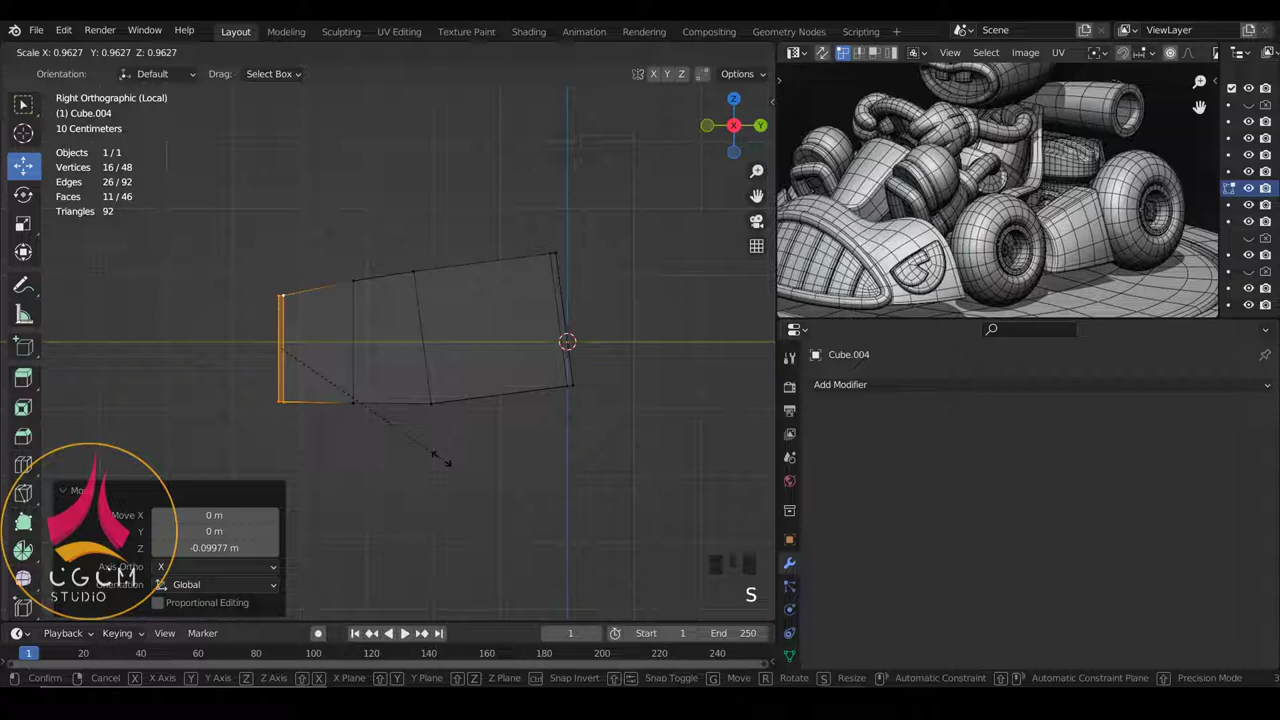 File Edit Render Window Help Layout Modeling Sculpting UV Editing Texture Paint Shading Animation Rendering Compositing Geometry Nodes Scripting + Scene ViewLayer
Scale X: 0.9627 Y: 0.9627 Z: 0.9627
View Select Image UV
Orientation: Default Drag: Select Box X Y Z Options
Right Orthographic (Local)
(1) Cube.004
10 Centimeters
Objects 1/1
Vertices 16/48
Edges 26/92
Faces 11/46
Triangles 92
Z
X
Y
Cube.004
Add Modifier
Move X 0 m
Y 0 m
Z -0.09977 m
X
Orientation Global
Proportional Editing
CGCM
STUDIO
S
Playback Keying View Marker 1 Start 1 End 250
1 20 40 60 80 100 120 140 160 180 200 220 240
Confirm Cancel X X Axis Y Y Axis Z Z Axis X X Plane Y Y Plane Z Z Plane Ctrl Snap Invert Snap Toggle G Move R Rotate S Resize Automatic Constraint Automatic Constraint Plane Precision Mode